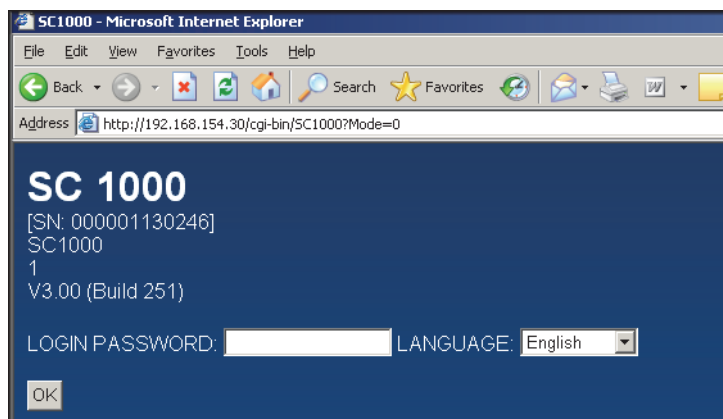 SC1000 - Microsoft Internet Explorer
File Edit View Favorites Tools Help
Back Search Favorites W
Address http://192.168.154.30/cgi-bin/SC1000?Mode=0
SC 1000
[SN: 000001130246]
SC1000
1
V3.00 (Build 251)
LOGIN PASSWORD: LANGUAGE: English
OK